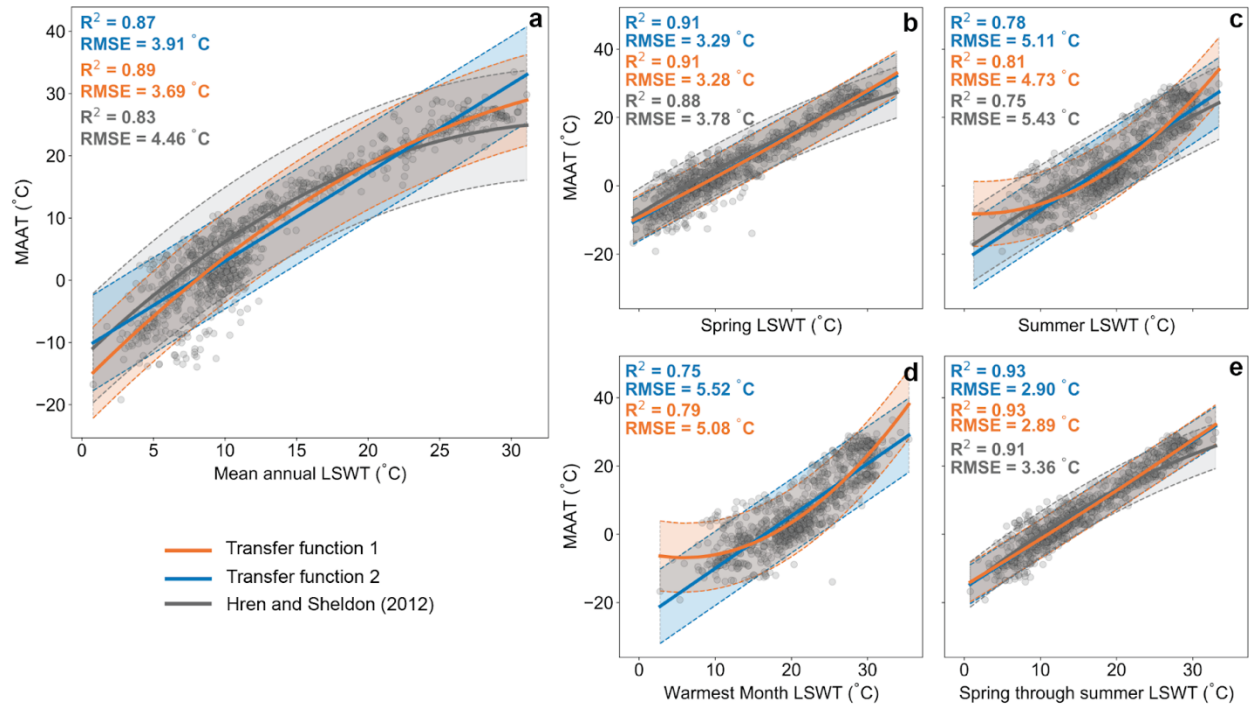 a
R² = 0.87
RMSE = 3.91 °C
R² = 0.89
RMSE = 3.69 °C
R² = 0.83
RMSE = 4.46 °C
40
30
20
10
0
−10
−20
MAAT (°C)
0 5 10 15 20 25 30
Mean annual LSWT (°C)
Transfer function 1
Transfer function 2
Hren and Sheldon (2012)
b
R² = 0.91
RMSE = 3.29 °C
R² = 0.91
RMSE = 3.28 °C
R² = 0.88
RMSE = 3.78 °C
40
20
0
−20
MAAT (°C)
Spring LSWT (°C)
c
R² = 0.78
RMSE = 5.11 °C
R² = 0.81
RMSE = 4.73 °C
R² = 0.75
RMSE = 5.43 °C
Summer LSWT (°C)
d
R² = 0.75
RMSE = 5.52 °C
R² = 0.79
RMSE = 5.08 °C
40
20
0
−20
MAAT (°C)
0 10 20 30
Warmest Month LSWT (°C)
e
R² = 0.93
RMSE = 2.90 °C
R² = 0.93
RMSE = 2.89 °C
R² = 0.91
RMSE = 3.36 °C
0 10 20 30
Spring through summer LSWT (°C)